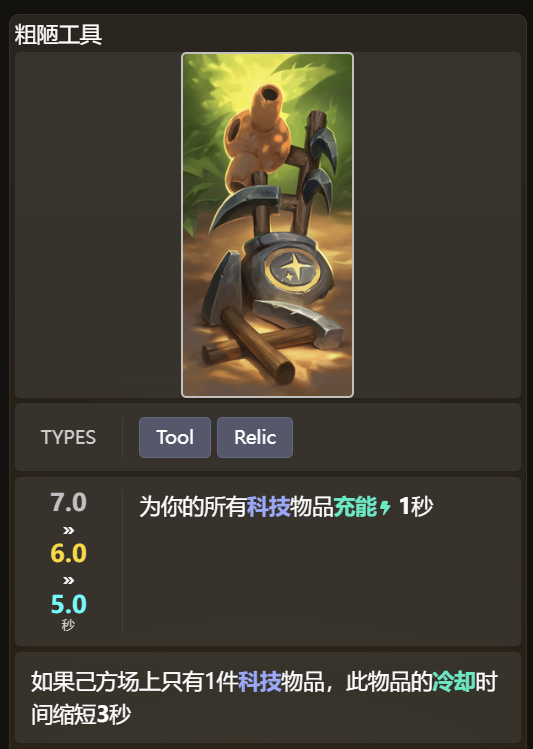 粗陋工具
TYPES
Tool
Relic
7.0
»
6.0
»
5.0
秒
为你的所有科技物品充能 1秒
如果己方场上只有1件科技物品，此物品的冷却时
间缩短3秒